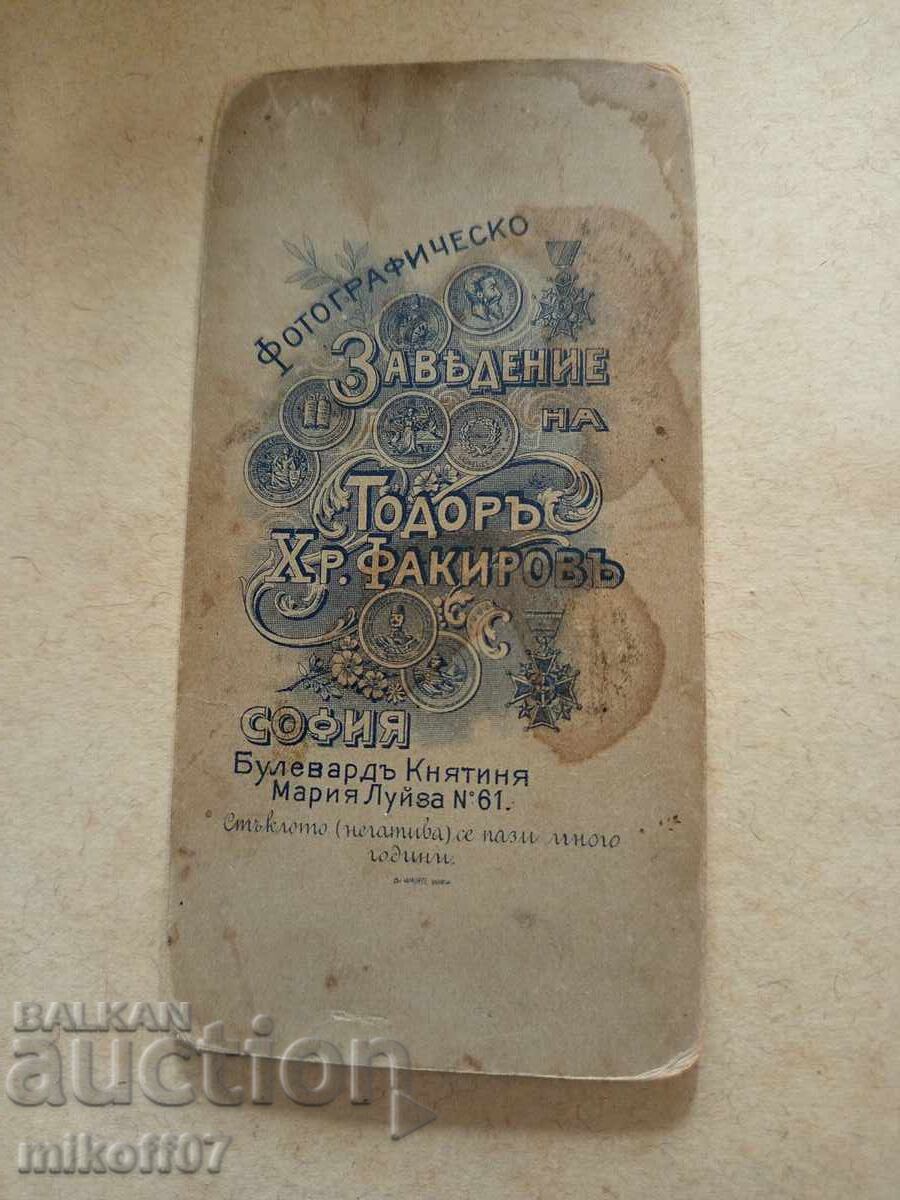 Фотографическо
Заведение
на
Тодоръ
Хр. Факировъ
София
Булевардъ Княтиня
Мария Луйза №61.
Стъклото (негатива) се пази много
години.
BALKAN
auction
mikoff07